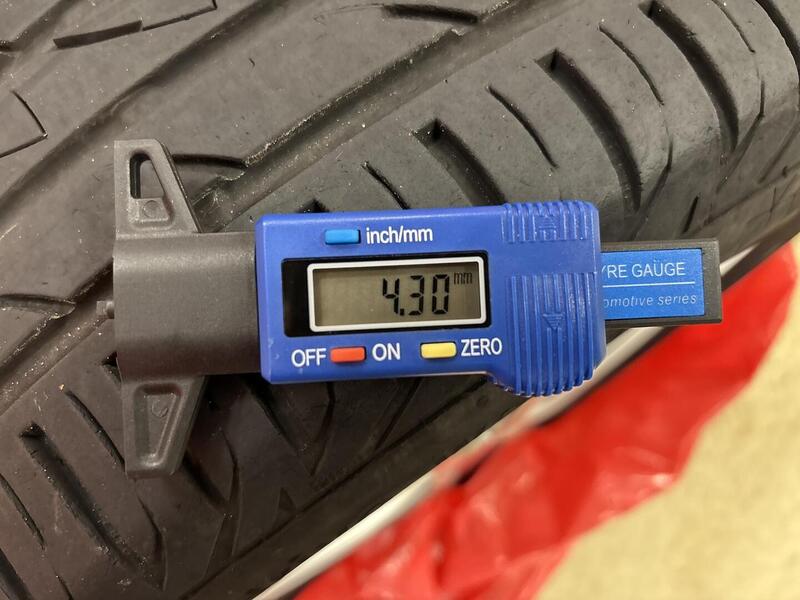 inch/mm
4.30 mm
OFF ON ZERO
GAUGE
series